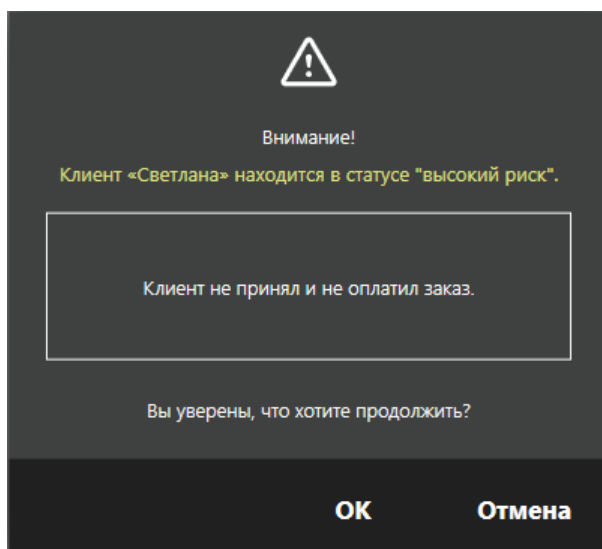 Внимание!
Клиент «Светлана» находится в статусе "высокий риск".
Клиент не принял и не оплатил заказ.
Вы уверены, что хотите продолжить?
ОК
Отмена